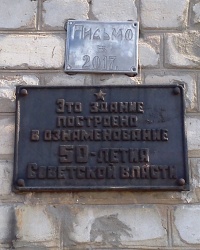 Письмо
в
2017
Это здание
построено
в ознаменование
50-летия
Советской власти